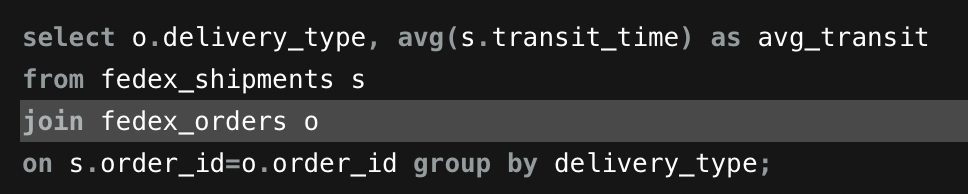 select o.delivery_type, avg(s.transit_time) as avg_transit
from fedex_shipments s
join fedex_orders o
on s.order_id=o.order_id group by delivery_type;